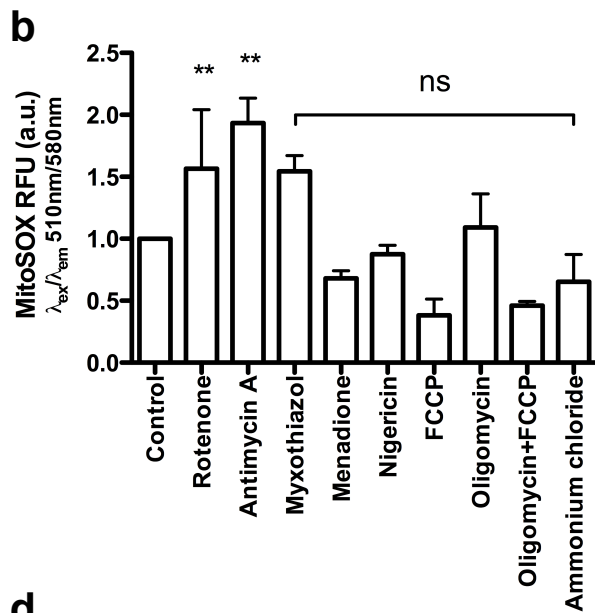 b
2.5
2.0
1.5
1.0
0.5
0.0
MitoSOX RFU (a.u.)
λex/λem 510nm/580nm
**
**
ns
Control
Rotenone
Antimycin A
Myxothiazol
Menadione
Nigericin
FCCP
Oligomycin
Oligomycin+FCCP
Ammonium chloride
d